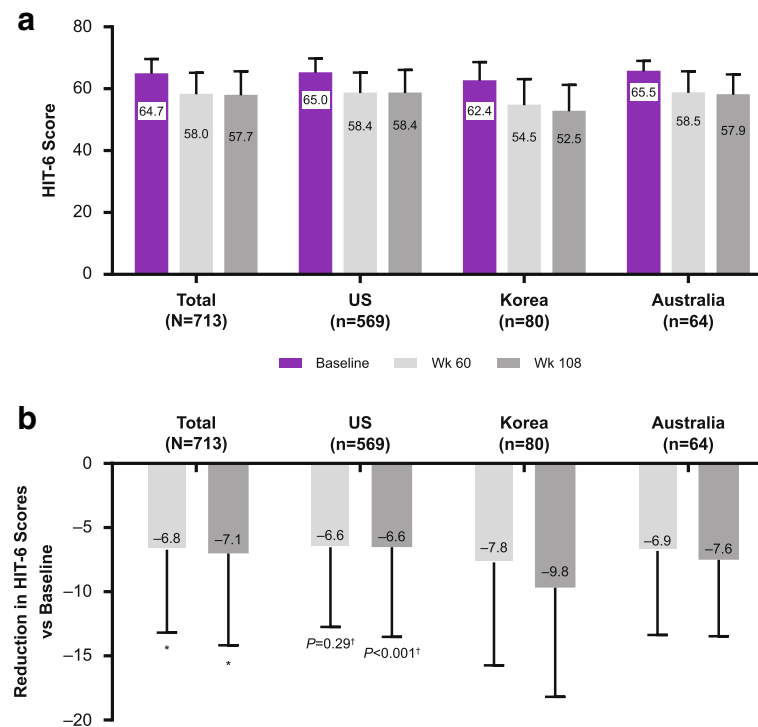 a
HIT-6 Score
80
60
40
20
0
64.7
58.0
57.7
65.0
58.4
58.4
62.4
54.5
52.5
65.5
58.5
57.9
Total US Korea Australia
(N=713) (n=569) (n=80) (n=64)
Baseline Wk 60 Wk 108
b
Total US Korea Australia
(N=713) (n=569) (n=80) (n=64)
Reduction in HIT-6 Scores
vs Baseline
0
–5
–10
–15
–20
–6.8
–7.1
–6.6
–6.6
–7.8
–9.8
–6.9
–7.6
*
*
P=0.29†
P<0.001†